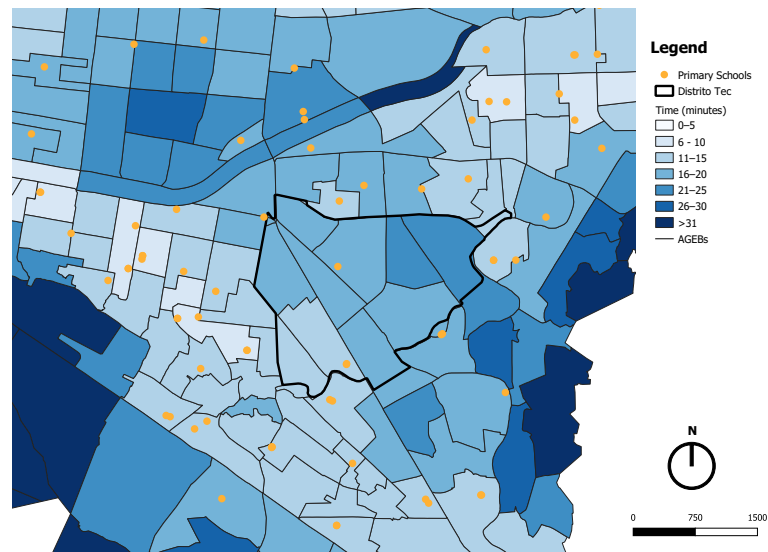 Legend
Primary Schools
Distrito Tec
Time (minutes)
0–5
6 - 10
11–15
16–20
21–25
26–30
>31
AGEBs
N
0 750 1500